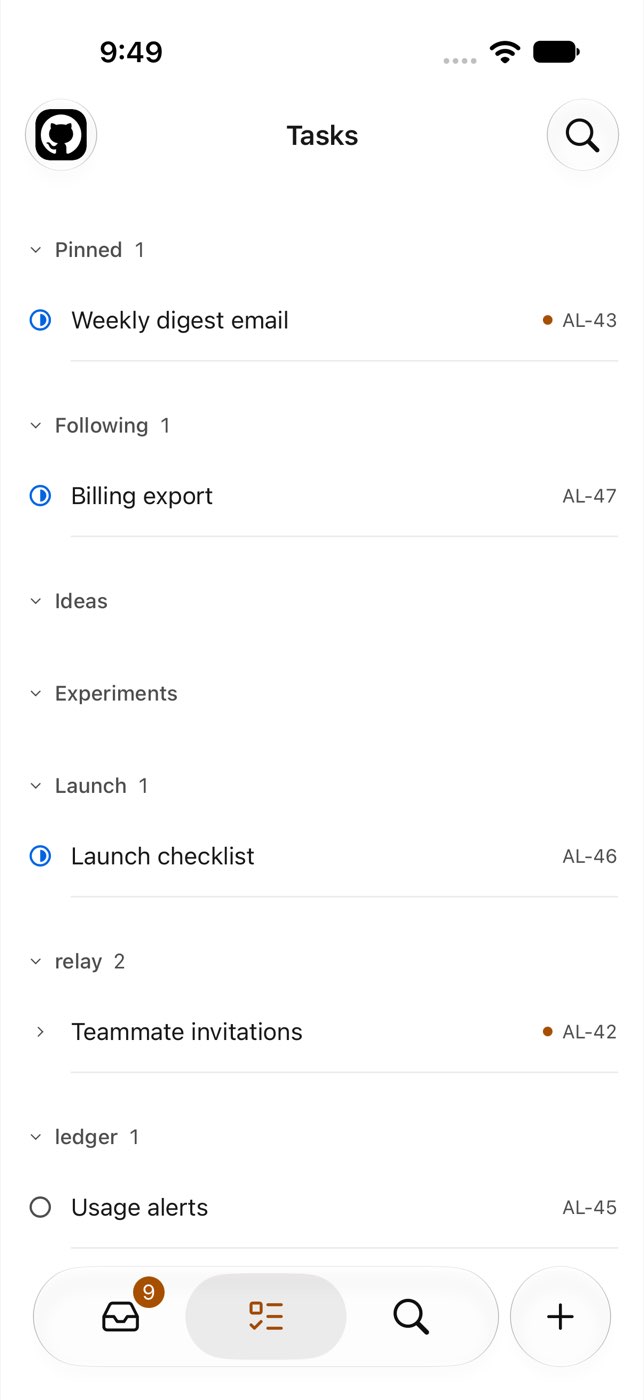 9:49
Tasks
Pinned 1
Weekly digest email AL-43
Following 1
Billing export AL-47
Ideas
Experiments
Launch 1
Launch checklist AL-46
relay 2
Teammate invitations AL-42
ledger 1
Usage alerts AL-45
9